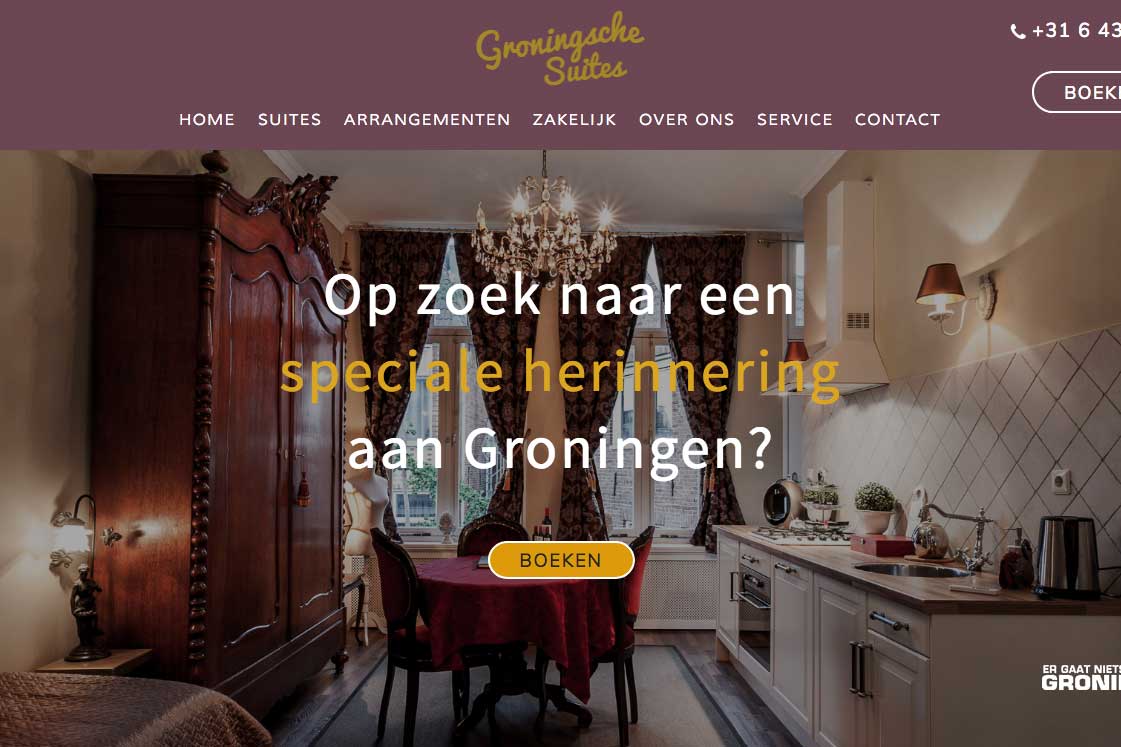 Groningsche
Suites
+31 6 43
BOEK
HOME SUITES ARRANGEMENTEN ZAKELIJK OVER ONS SERVICE CONTACT
Op zoek naar een
speciale herinnering
aan Groningen?
BOEKEN
ER GAAT NIETS
GRONI